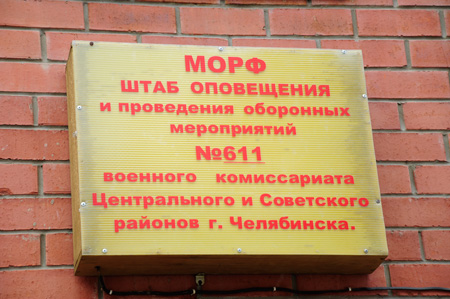 МОРФ
ШТАБ ОПОВЕЩЕНИЯ
и проведения оборонных
мероприятий
№611
военного комиссариата
Центрального и Советского
районов г. Челябинска.